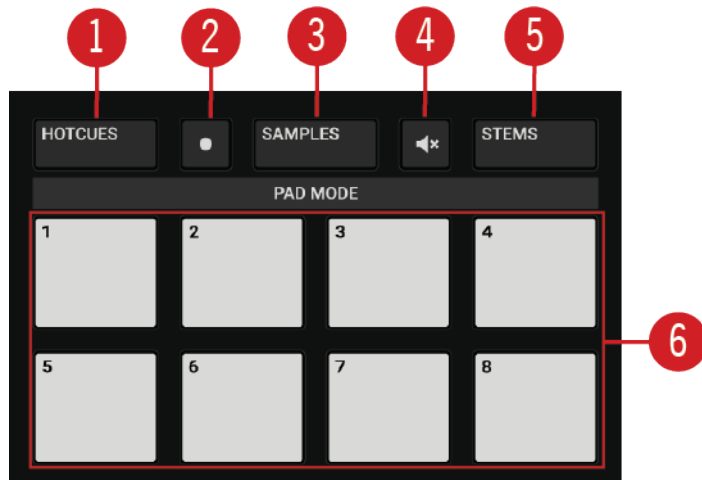 1 2 3 4 5
HOTCUES SAMPLES STEMS
PAD MODE
1 2 3 4
6
5 6 7 8